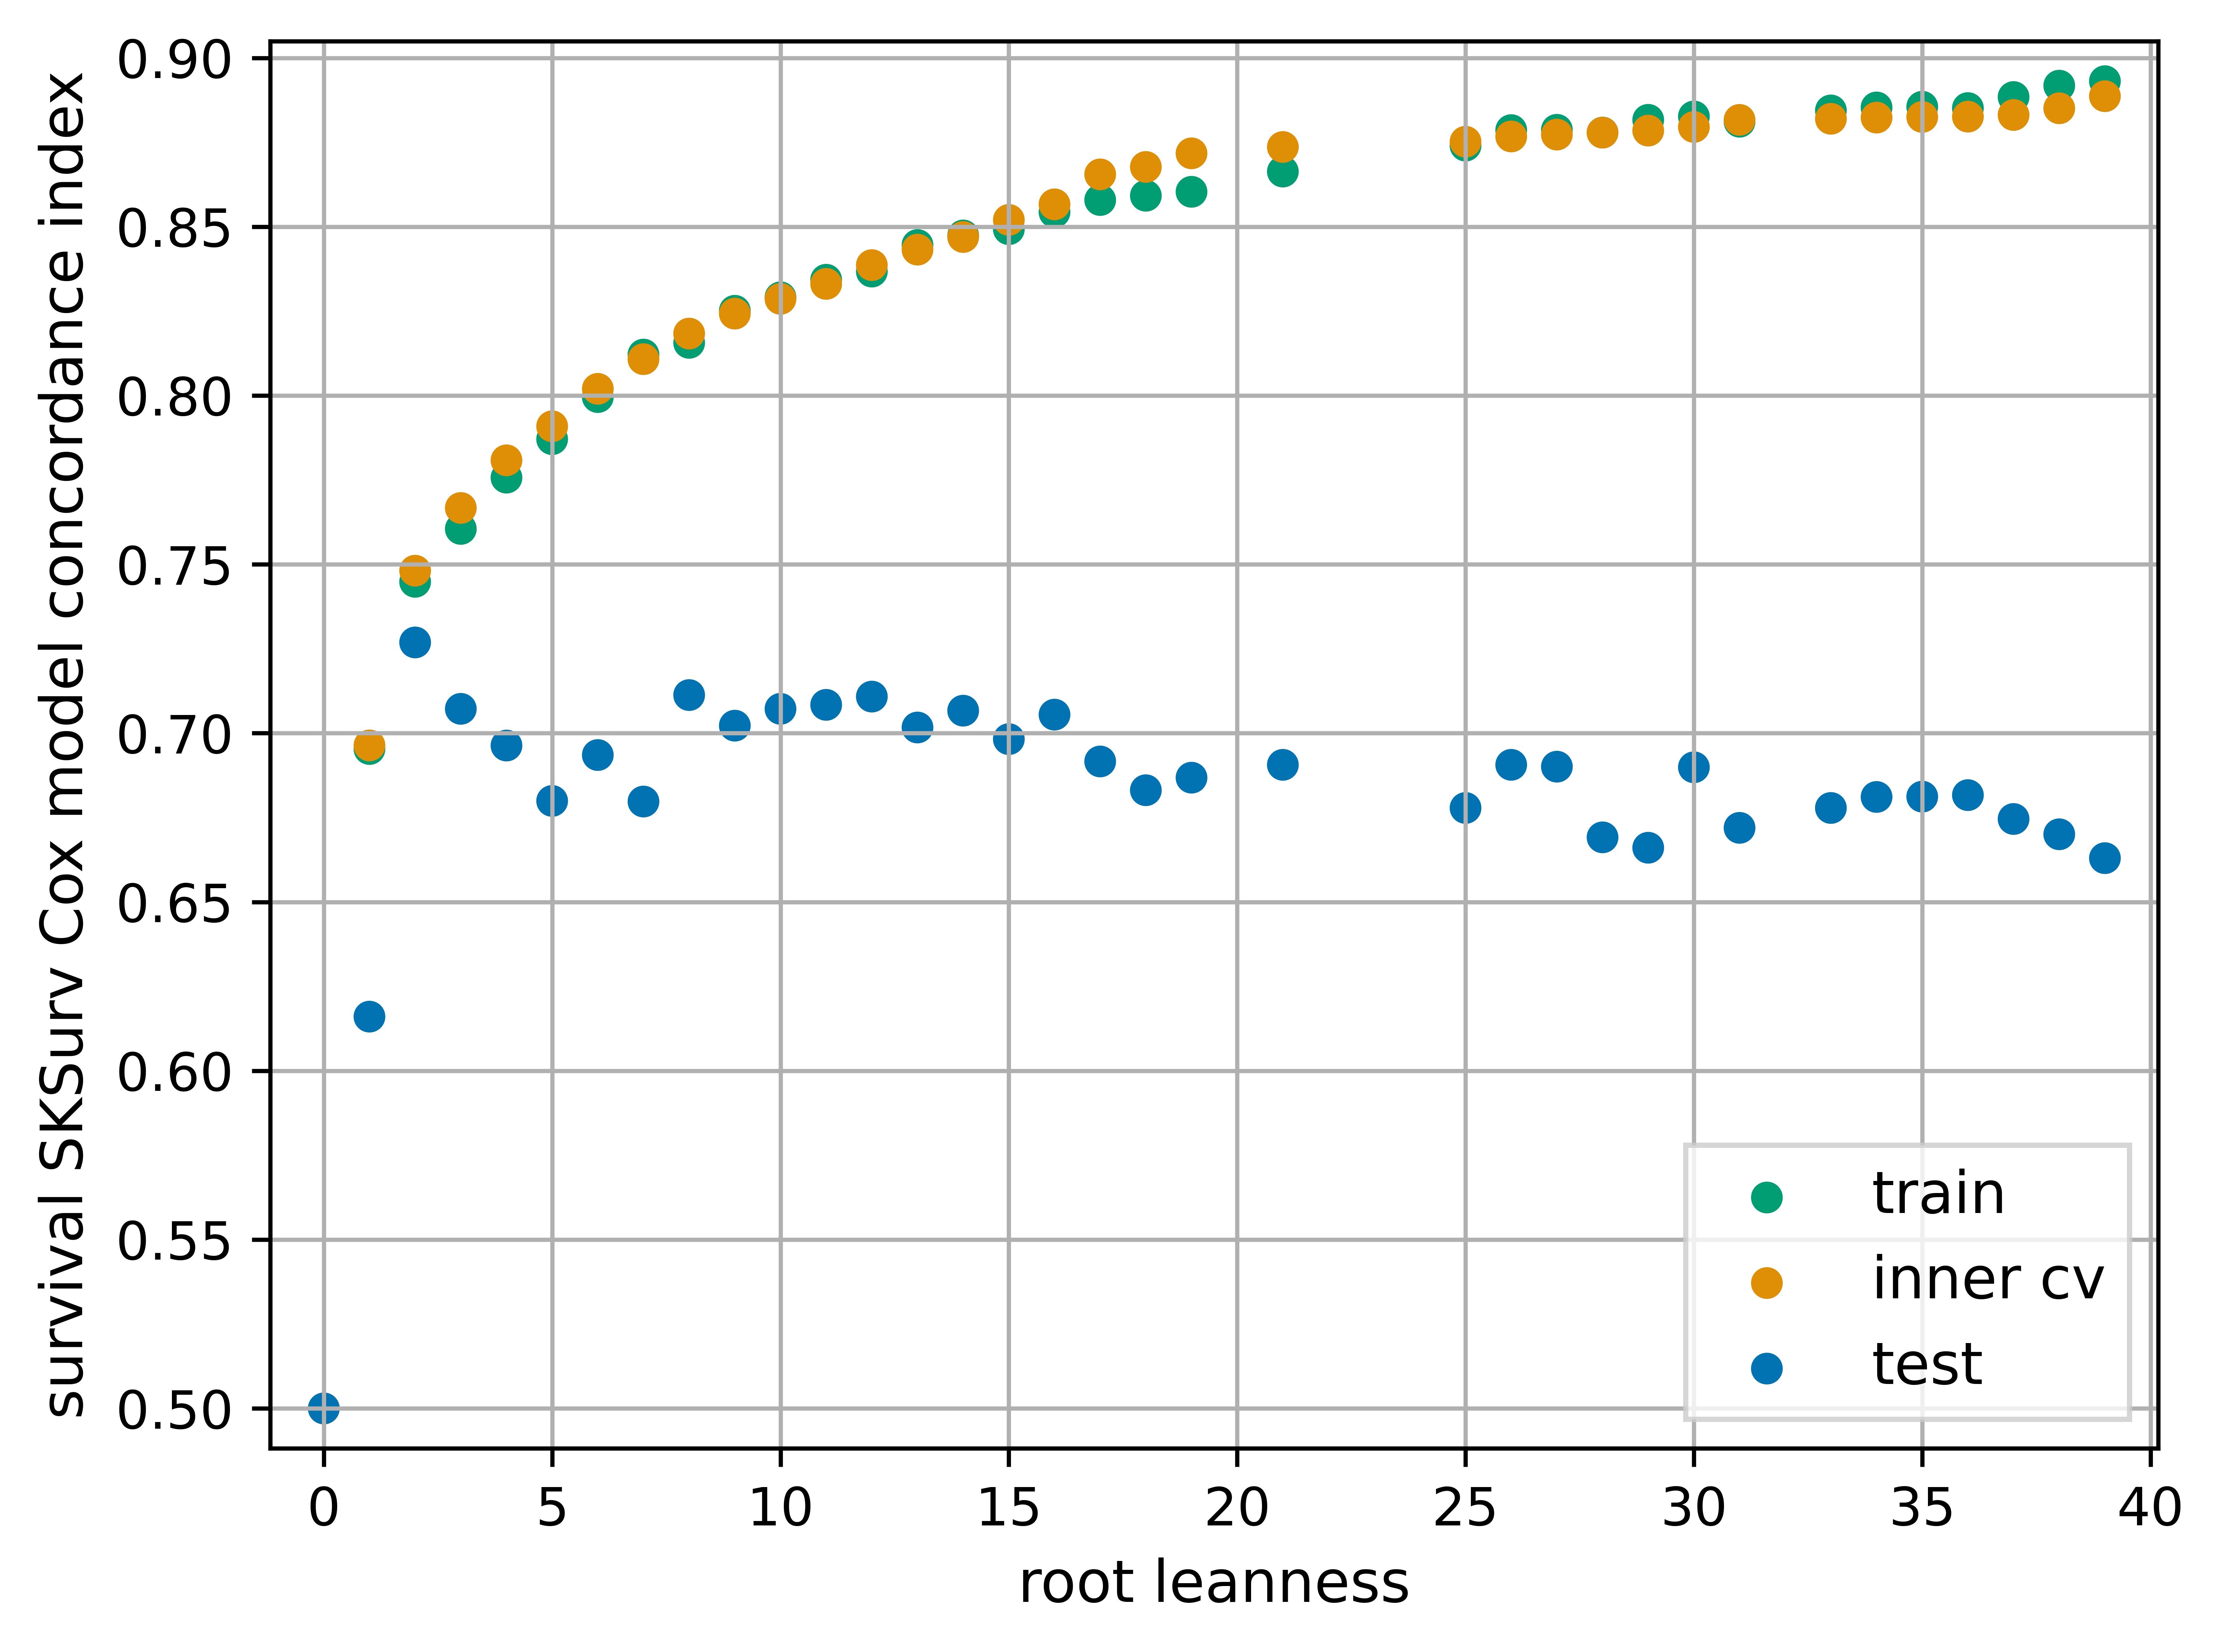 survival SKSurv Cox model concordance index
0.90
0.85
0.80
0.75
0.70
0.65
0.60
0.55
0.50
0 5 10 15 20 25 30 35 40
root leanness
train
inner cv
test